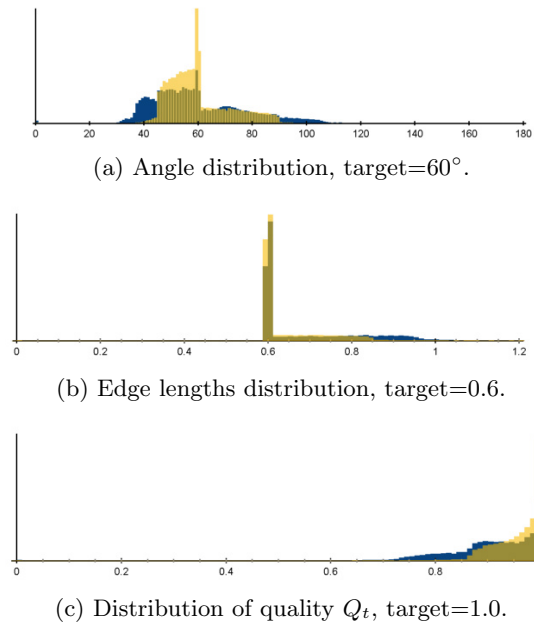 0 20 40 60 80 100 120 140 160 180
(a) Angle distribution, target=60°.
0 0.2 0.4 0.6 0.8 1 1.2
(b) Edge lengths distribution, target=0.6.
0 0.2 0.4 0.6 0.8
(c) Distribution of quality Qt, target=1.0.